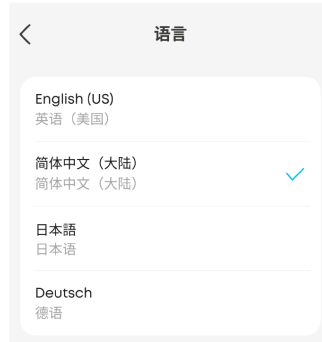 语言
English (US)
英语（美国）
简体中文（大陆）
简体中文（大陆）
日本語
日本语
Deutsch
德语